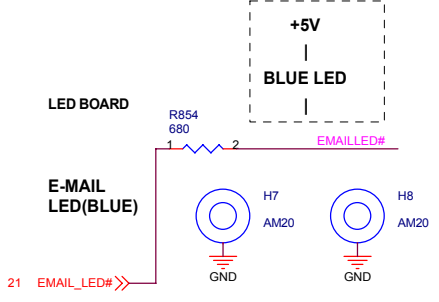 +5V
BLUE LED
LED BOARD
R854
680
1
2
EMAILLED#
E-MAIL
LED(BLUE)
H7
AM20
H8
AM20
GND
GND
21
EMAIL_LED#